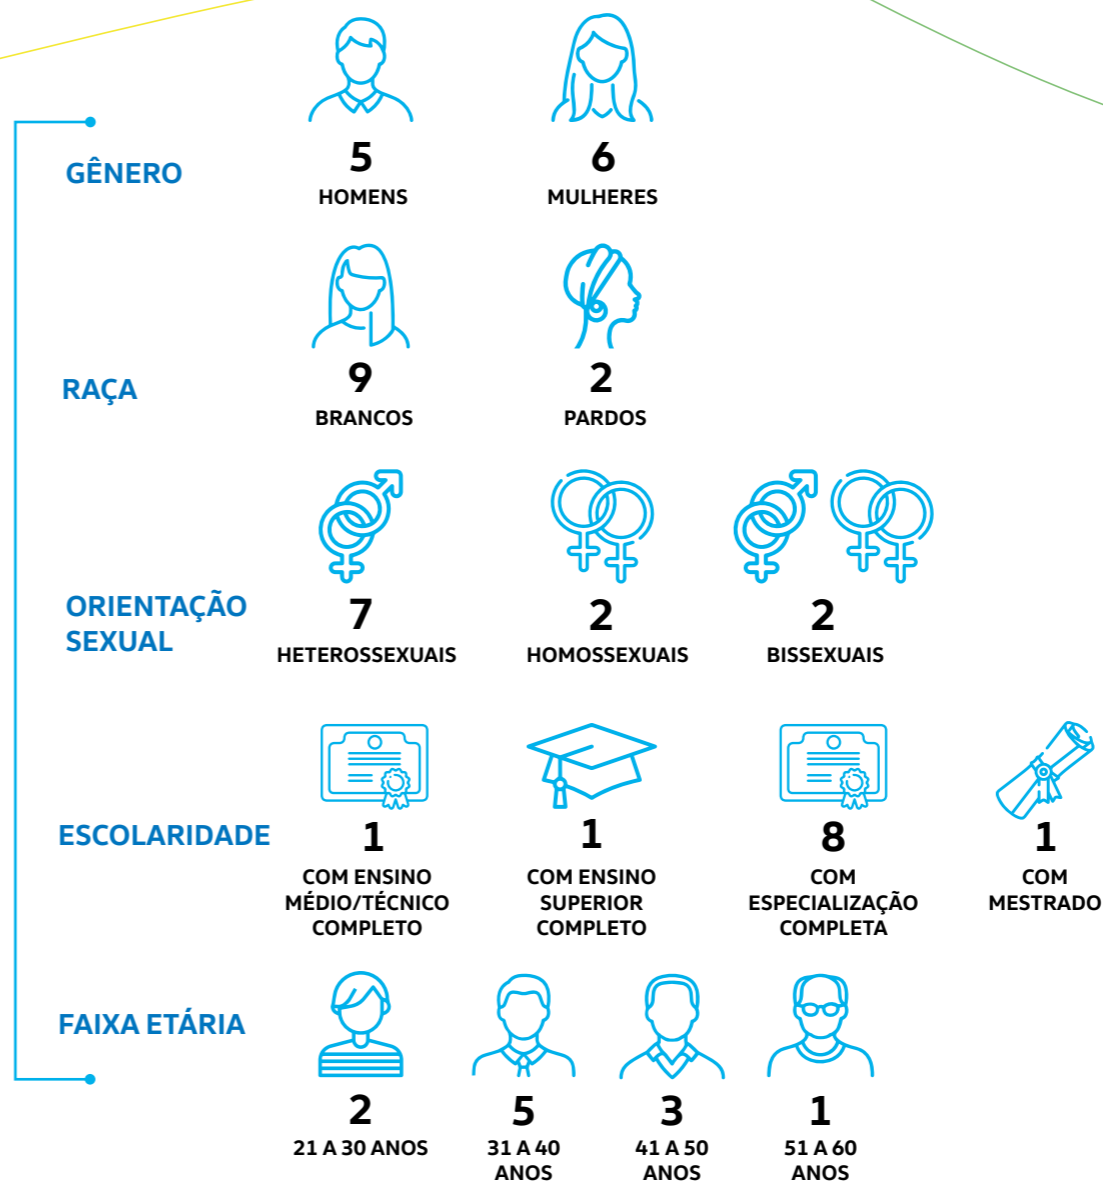 GÊNERO
5
HOMENS
6
MULHERES
RAÇA
9
BRANCOS
2
PARDOS
ORIENTAÇÃO
SEXUAL
7
HETEROSSEXUAIS
2
HOMOSSEXUAIS
2
BISSEXUAIS
ESCOLARIDADE
1
COM ENSINO
MÉDIO/TÉCNICO
COMPLETO
1
COM ENSINO
SUPERIOR
COMPLETO
8
COM
ESPECIALIZAÇÃO
COMPLETA
1
COM
MESTRADO
FAIXA ETÁRIA
2
21 A 30 ANOS
5
31 A 40
ANOS
3
41 A 50
ANOS
1
51 A 60
ANOS